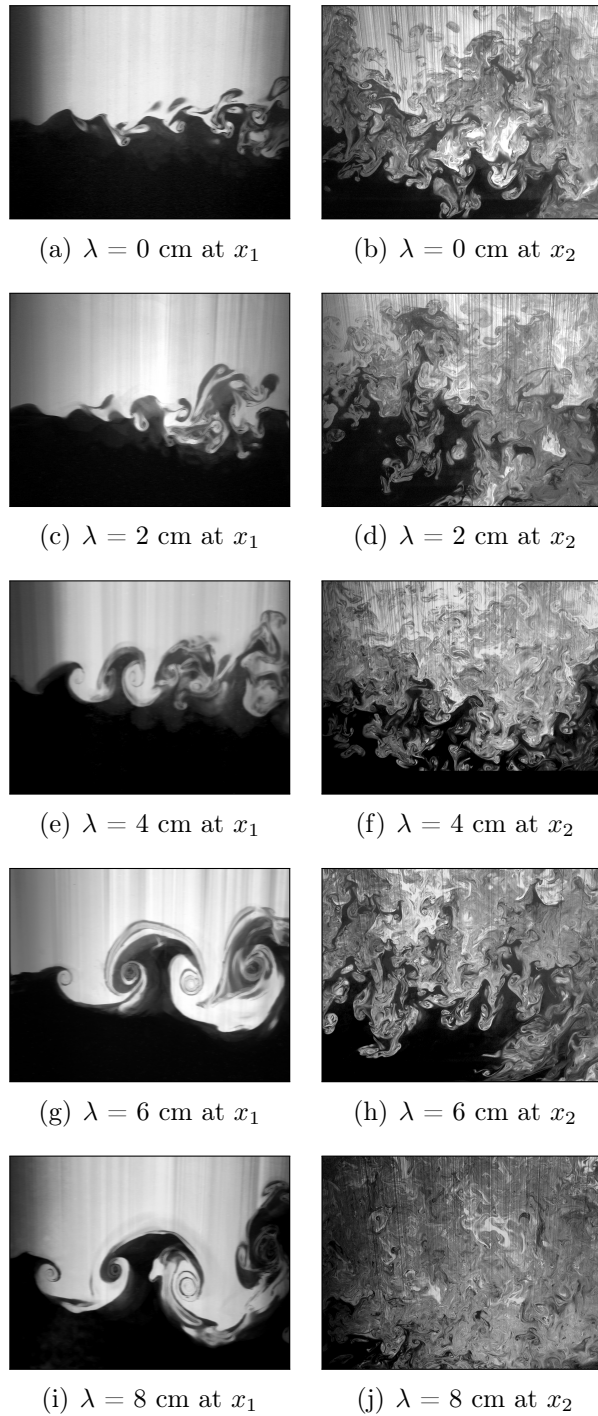 (a) λ = 0 cm at x₁
(b) λ = 0 cm at x₂
(c) λ = 2 cm at x₁
(d) λ = 2 cm at x₂
(e) λ = 4 cm at x₁
(f) λ = 4 cm at x₂
(g) λ = 6 cm at x₁
(h) λ = 6 cm at x₂
(i) λ = 8 cm at x₁
(j) λ = 8 cm at x₂